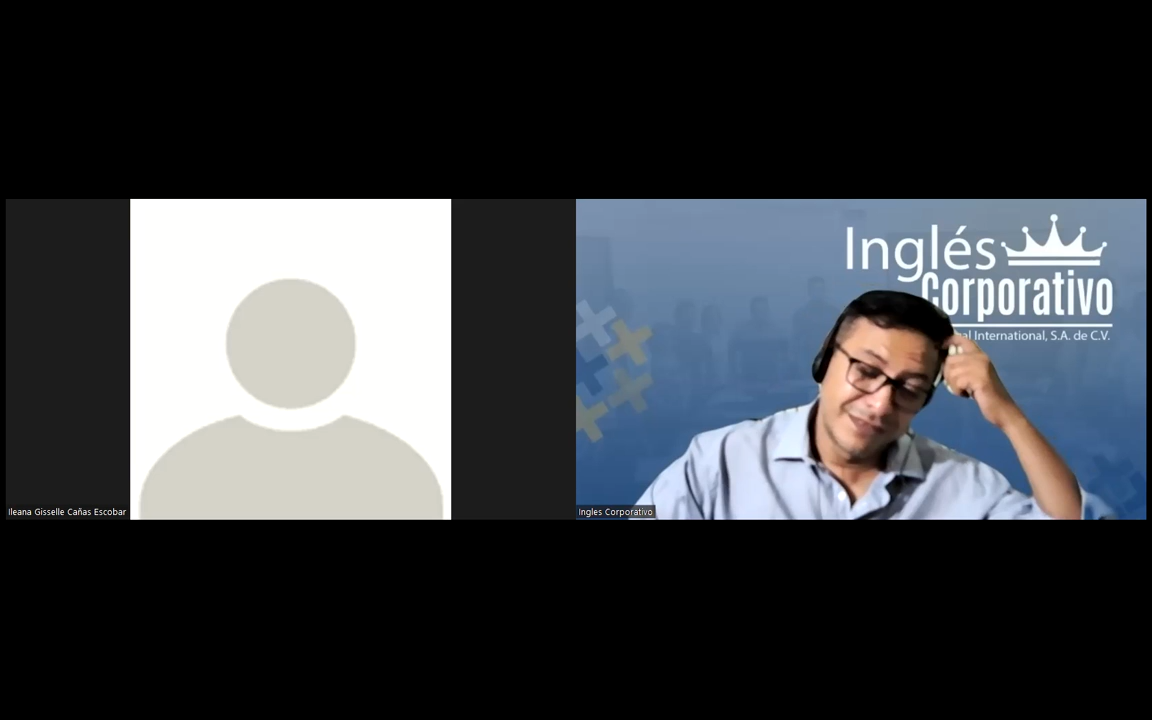 Inglés
Corporativo
al International, S.A. de C.V.
Ileana Gisselle Cañas Escobar
Ingles Corporativo